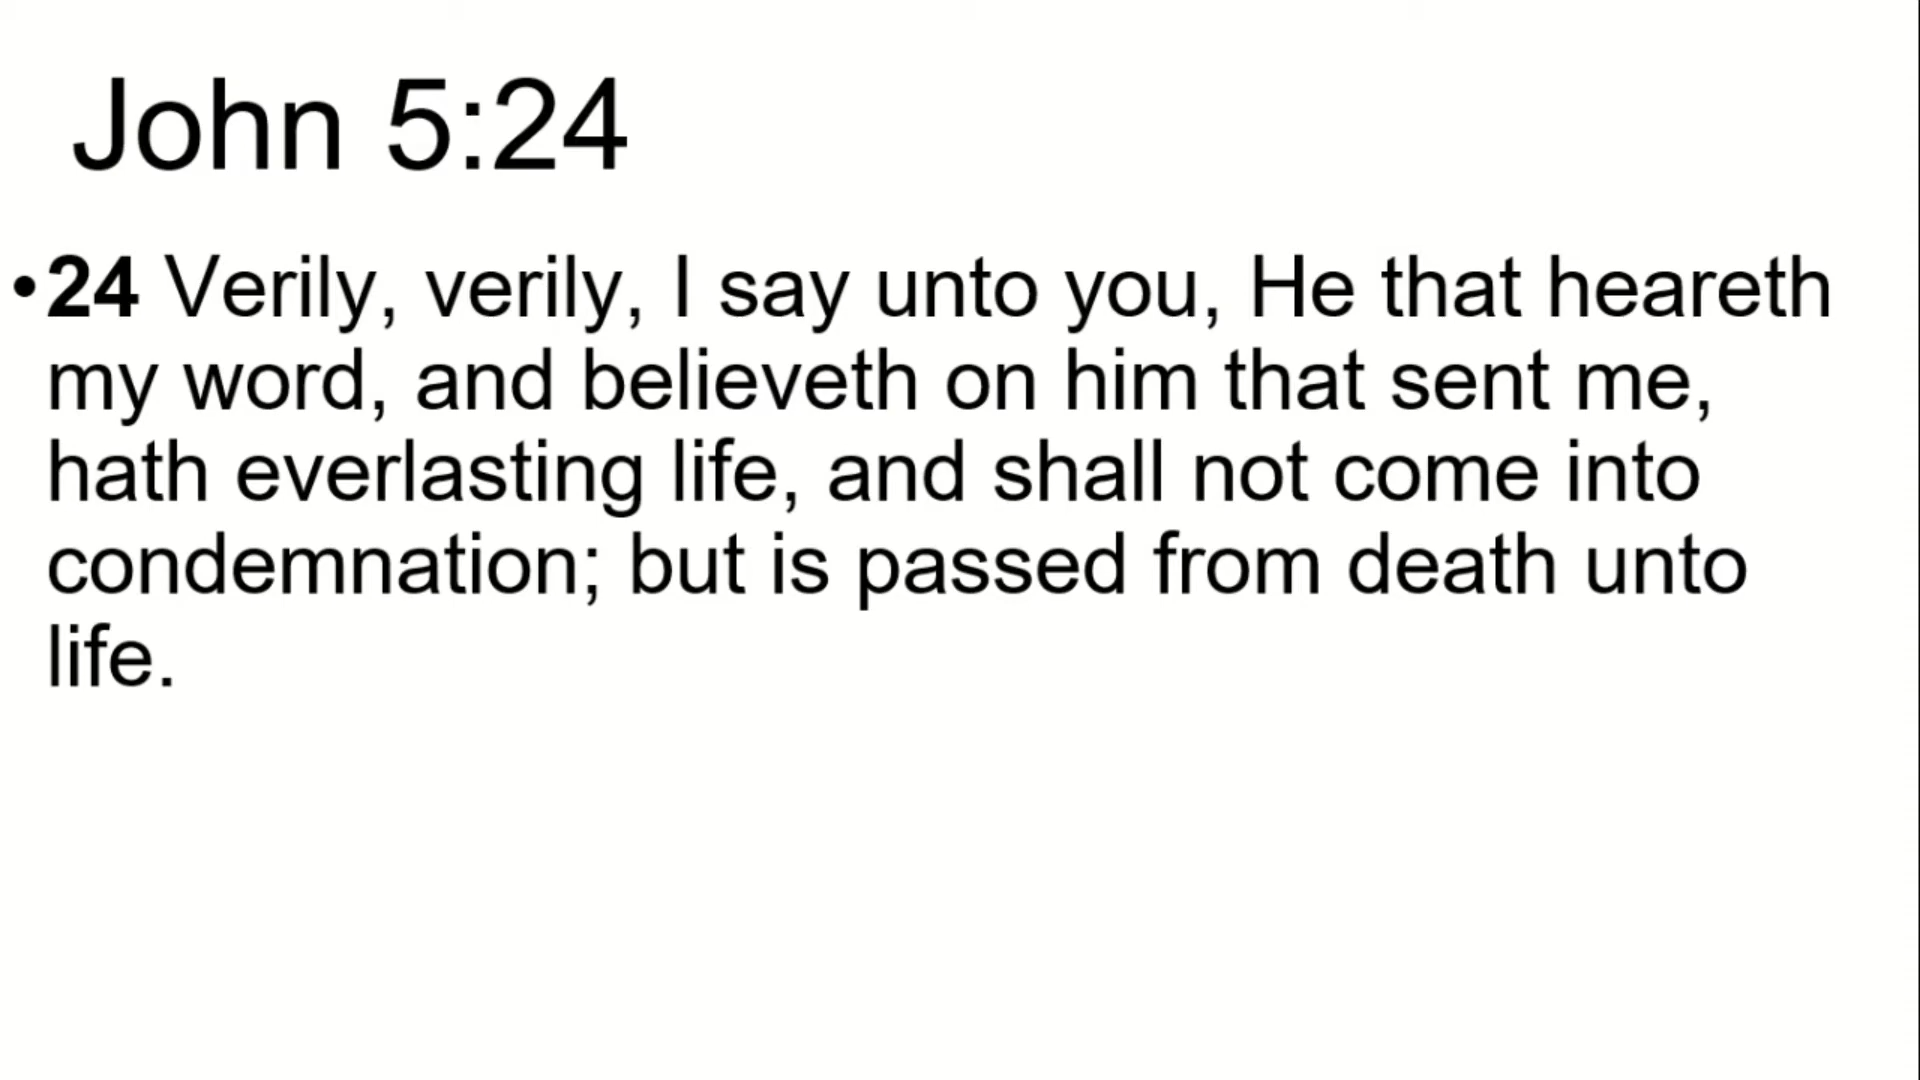 John 5:24
•24 Verily, verily, I say unto you, He that heareth
my word, and believeth on him that sent me,
hath everlasting life, and shall not come into
condemnation; but is passed from death unto
life.